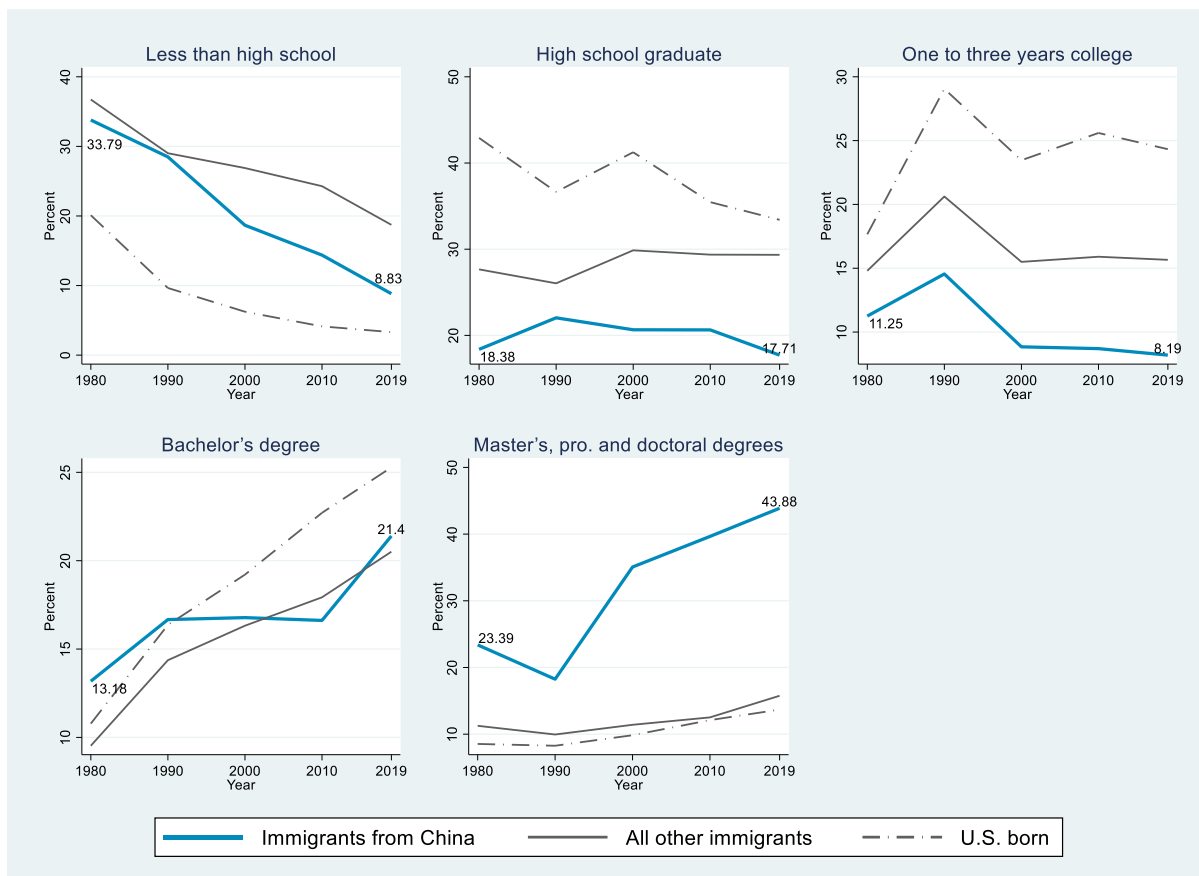 Less than high school
High school graduate
One to three years college
40
30
20
10
0
Percent
33.79
8.83
1980 1990 2000 2010 2019
Year
50
40
30
20
Percent
18.38
17.71
1980 1990 2000 2010 2019
Year
30
25
20
15
10
Percent
11.25
8.19
1980 1990 2000 2010 2019
Year
Bachelor’s degree
Master’s, pro. and doctoral degrees
25
20
15
10
Percent
13.18
21.4
1980 1990 2000 2010 2019
Year
50
40
30
20
10
Percent
23.39
43.88
1980 1990 2000 2010 2019
Year
Immigrants from China All other immigrants U.S. born